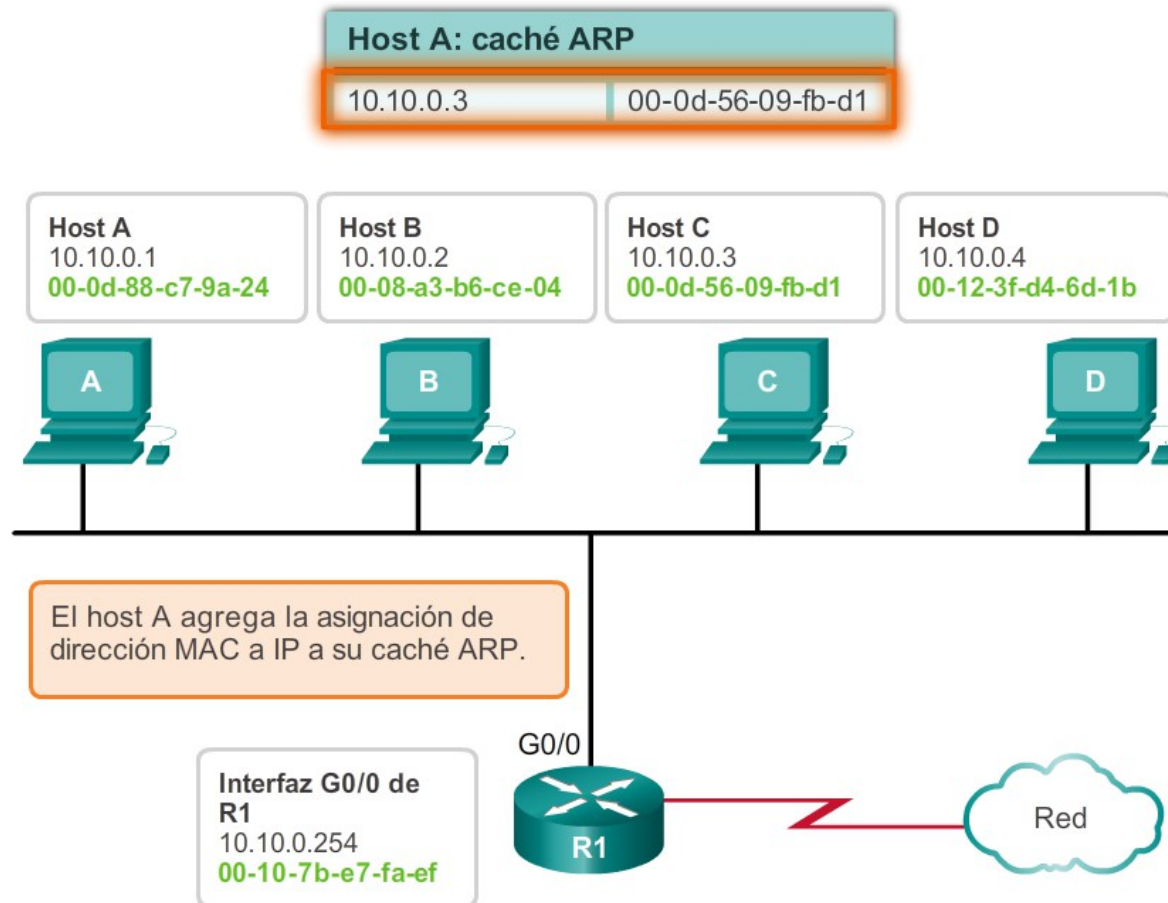 Host A: caché ARP
10.10.0.3 00-0d-56-09-fb-d1
Host A
10.10.0.1
00-0d-88-c7-9a-24
Host B
10.10.0.2
00-08-a3-b6-ce-04
Host C
10.10.0.3
00-0d-56-09-fb-d1
Host D
10.10.0.4
00-12-3f-d4-6d-1b
A
B
C
D
El host A agrega la asignación de
dirección MAC a IP a su caché ARP.
G0/0
Interfaz G0/0 de
R1
10.10.0.254
00-10-7b-e7-fa-ef
R1
Red